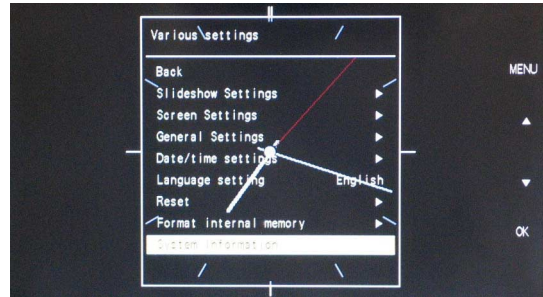 Various settings
Back
Slideshow Settings
Screen Settings
General Settings
Date/time settings
Language setting English
Reset
Format internal memory
System information
MENU
OK